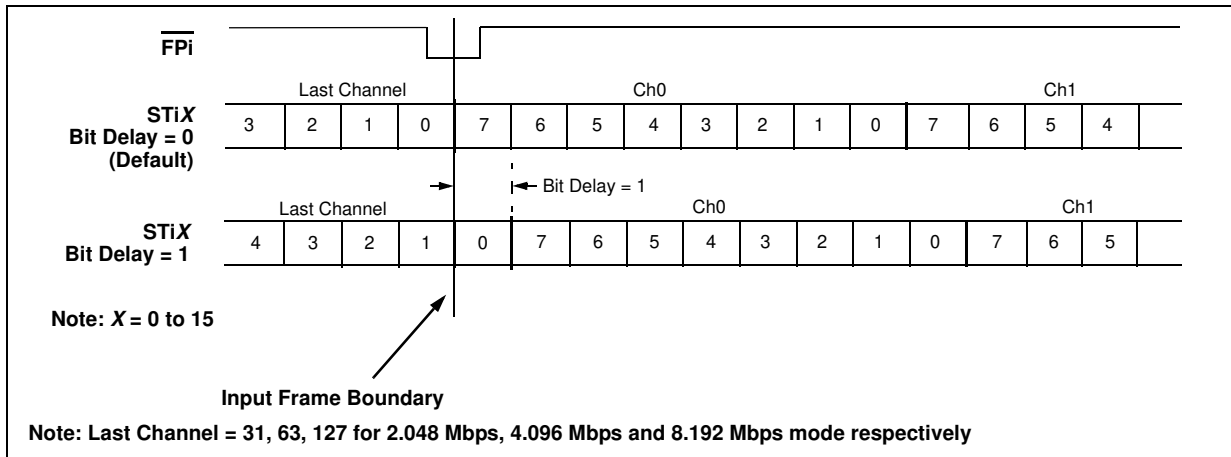 FPi
Last Channel Ch0 Ch1
STiX
Bit Delay = 0
(Default)
3 2 1 0 7 6 5 4 3 2 1 0 7 6 5 4
Bit Delay = 1
Last Channel Ch0 Ch1
STiX
Bit Delay = 1
4 3 2 1 0 7 6 5 4 3 2 1 0 7 6 5
Note: X = 0 to 15
Input Frame Boundary
Note: Last Channel = 31, 63, 127 for 2.048 Mbps, 4.096 Mbps and 8.192 Mbps mode respectively